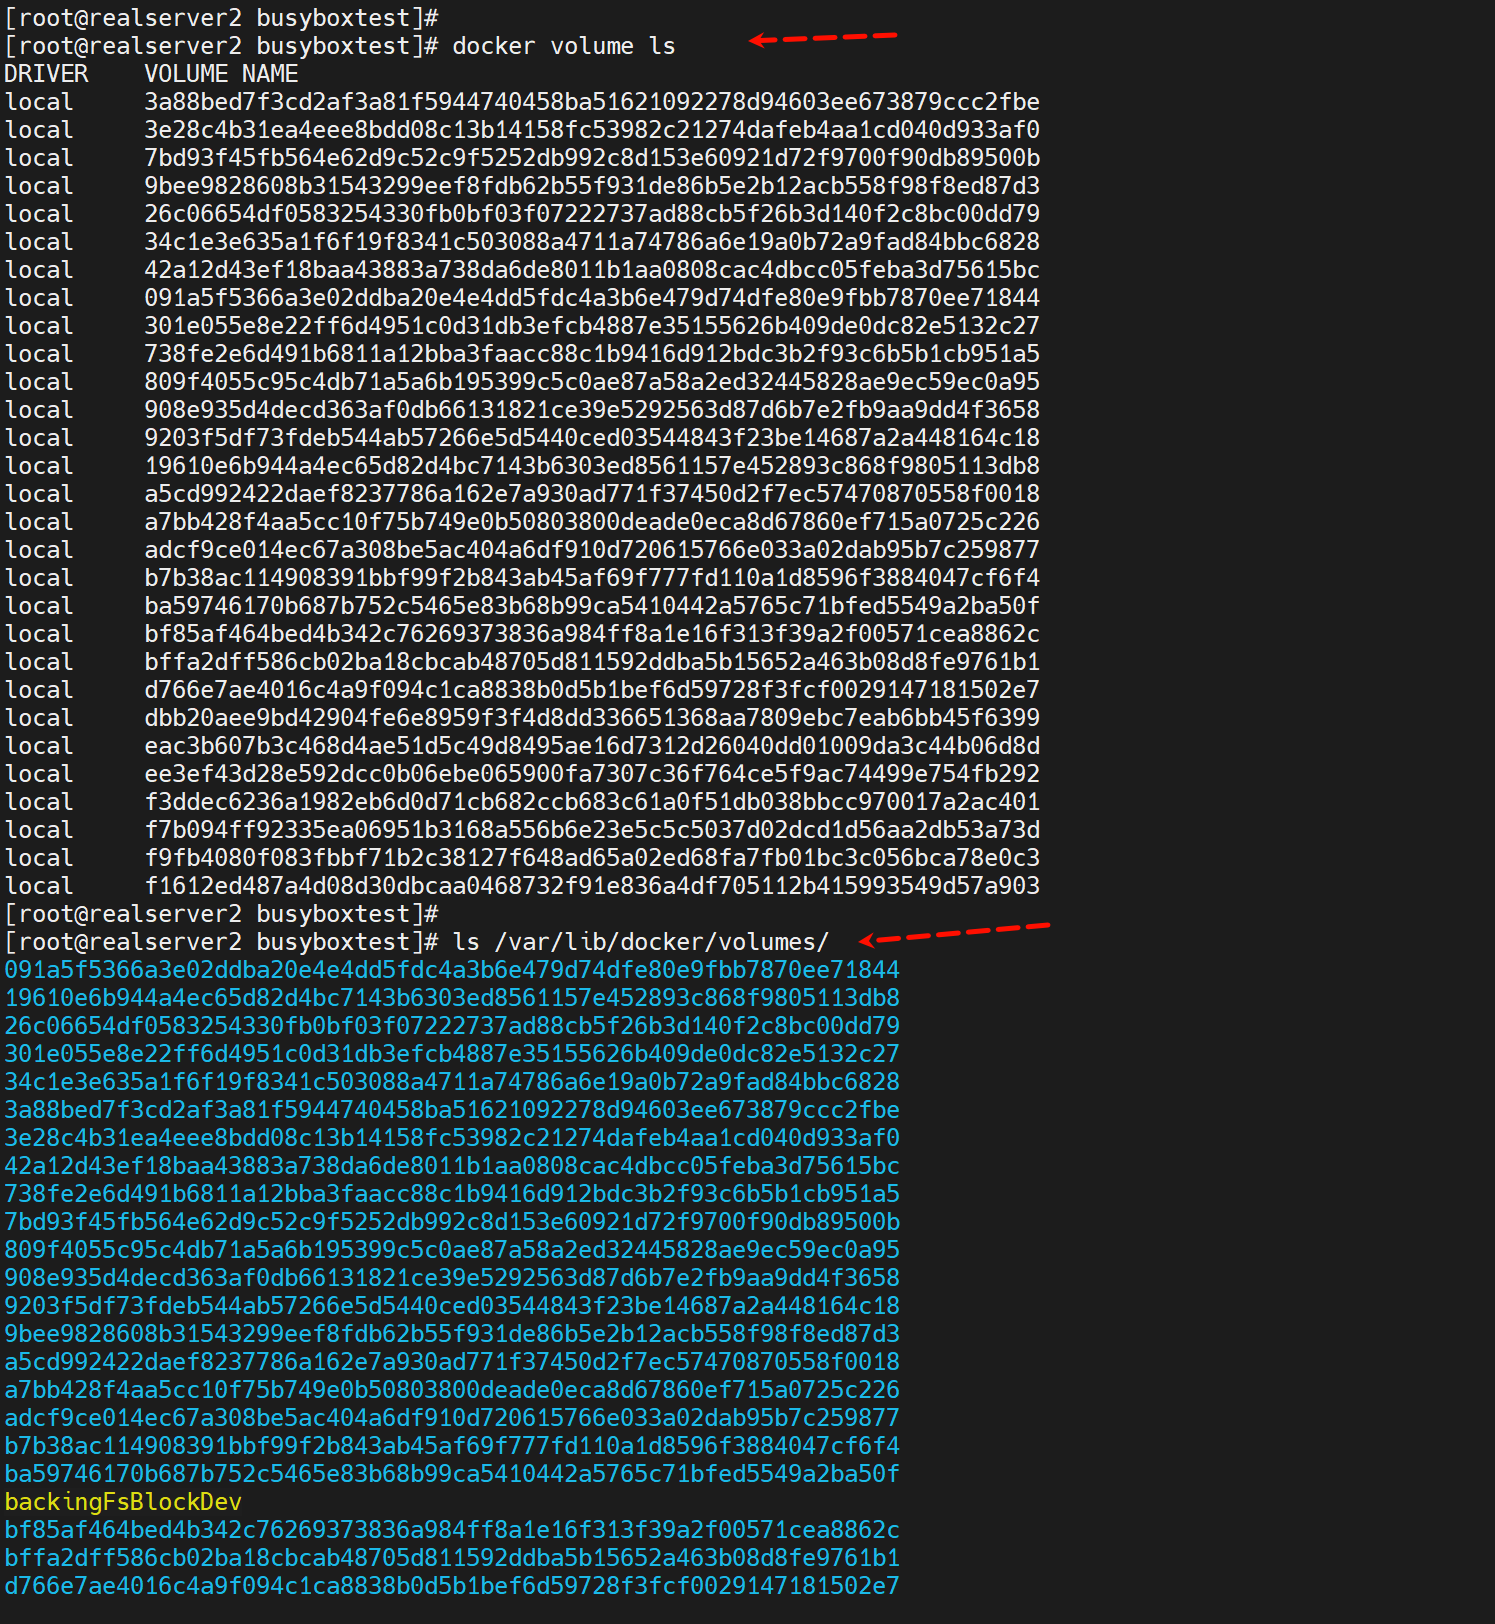 [root@realserver2 busyboxtest]#
[root@realserver2 busyboxtest]# docker volume ls
DRIVER    VOLUME NAME
local     3a88bed7f3cd2af3a81f5944740458ba51621092278d94603ee673879ccc2fbe
local     3e28c4b31ea4eee8bdd08c13b14158fc53982c21274dafeb4aa1cd040d933af0
local     7bd93f45fb564e62d9c52c9f5252db992c8d153e60921d72f9700f90db89500b
local     9bee9828608b31543299eef8fdb62b55f931de86b5e2b12acb558f98f8ed87d3
local     26c06654df0583254330fb0bf03f07222737ad88cb5f26b3d140f2c8bc00dd79
local     34c1e3e635a1f6f19f8341c503088a4711a74786a6e19a0b72a9fad84bbc6828
local     42a12d43ef18baa43883a738da6de8011b1aa0808cac4dbcc05feba3d75615bc
local     091a5f5366a3e02ddba20e4e4dd5fdc4a3b6e479d74dfe80e9fbb7870ee71844
local     301e055e8e22ff6d4951c0d31db3efcb4887e35155626b409de0dc82e5132c27
local     738fe2e6d491b6811a12bba3faacc88c1b9416d912bdc3b2f93c6b5b1cb951a5
local     809f4055c95c4db71a5a6b195399c5c0ae87a58a2ed32445828ae9ec59ec0a95
local     908e935d4decd363af0db66131821ce39e5292563d87d6b7e2fb9aa9dd4f3658
local     9203f5df73fdeb544ab57266e5d5440ced03544843f23be14687a2a448164c18
local     19610e6b944a4ec65d82d4bc7143b6303ed8561157e452893c868f9805113db8
local     a5cd992422daef8237786a162e7a930ad771f37450d2f7ec57470870558f0018
local     a7bb428f4aa5cc10f75b749e0b50803800deade0eca8d67860ef715a0725c226
local     adcf9ce014ec67a308be5ac404a6df910d720615766e033a02dab95b7c259877
local     b7b38ac114908391bbf99f2b843ab45af69f777fd110a1d8596f3884047cf6f4
local     ba59746170b687b752c5465e83b68b99ca5410442a5765c71bfed5549a2ba50f
local     bf85af464bed4b342c76269373836a984ff8a1e16f313f39a2f00571cea8862c
local     bffa2dff586cb02ba18cbcab48705d811592ddba5b15652a463b08d8fe9761b1
local     d766e7ae4016c4a9f094c1ca8838b0d5b1bef6d59728f3fcf0029147181502e7
local     dbb20aee9bd42904fe6e8959f3f4d8dd336651368aa7809ebc7eab6bb45f6399
local     eac3b607b3c468d4ae51d5c49d8495ae16d7312d26040dd01009da3c44b06d8d
local     ee3ef43d28e592dcc0b06ebe065900fa7307c36f764ce5f9ac74499e754fb292
local     f3ddec6236a1982eb6d0d71cb682ccb683c61a0f51db038bbcc970017a2ac401
local     f7b094ff92335ea06951b3168a556b6e23e5c5c5037d02dcd1d56aa2db53a73d
local     f9fb4080f083fbbf71b2c38127f648ad65a02ed68fa7fb01bc3c056bca78e0c3
local     f1612ed487a4d08d30dbcaa0468732f91e836a4df705112b415993549d57a903
[root@realserver2 busyboxtest]#
[root@realserver2 busyboxtest]# ls /var/lib/docker/volumes/
091a5f5366a3e02ddba20e4e4dd5fdc4a3b6e479d74dfe80e9fbb7870ee71844
19610e6b944a4ec65d82d4bc7143b6303ed8561157e452893c868f9805113db8
26c06654df0583254330fb0bf03f07222737ad88cb5f26b3d140f2c8bc00dd79
301e055e8e22ff6d4951c0d31db3efcb4887e35155626b409de0dc82e5132c27
34c1e3e635a1f6f19f8341c503088a4711a74786a6e19a0b72a9fad84bbc6828
3a88bed7f3cd2af3a81f5944740458ba51621092278d94603ee673879ccc2fbe
3e28c4b31ea4eee8bdd08c13b14158fc53982c21274dafeb4aa1cd040d933af0
42a12d43ef18baa43883a738da6de8011b1aa0808cac4dbcc05feba3d75615bc
738fe2e6d491b6811a12bba3faacc88c1b9416d912bdc3b2f93c6b5b1cb951a5
7bd93f45fb564e62d9c52c9f5252db992c8d153e60921d72f9700f90db89500b
809f4055c95c4db71a5a6b195399c5c0ae87a58a2ed32445828ae9ec59ec0a95
908e935d4decd363af0db66131821ce39e5292563d87d6b7e2fb9aa9dd4f3658
9203f5df73fdeb544ab57266e5d5440ced03544843f23be14687a2a448164c18
9bee9828608b31543299eef8fdb62b55f931de86b5e2b12acb558f98f8ed87d3
a5cd992422daef8237786a162e7a930ad771f37450d2f7ec57470870558f0018
a7bb428f4aa5cc10f75b749e0b50803800deade0eca8d67860ef715a0725c226
adcf9ce014ec67a308be5ac404a6df910d720615766e033a02dab95b7c259877
b7b38ac114908391bbf99f2b843ab45af69f777fd110a1d8596f3884047cf6f4
ba59746170b687b752c5465e83b68b99ca5410442a5765c71bfed5549a2ba50f
backingFsBlockDev
bf85af464bed4b342c76269373836a984ff8a1e16f313f39a2f00571cea8862c
bffa2dff586cb02ba18cbcab48705d811592ddba5b15652a463b08d8fe9761b1
d766e7ae4016c4a9f094c1ca8838b0d5b1bef6d59728f3fcf0029147181502e7